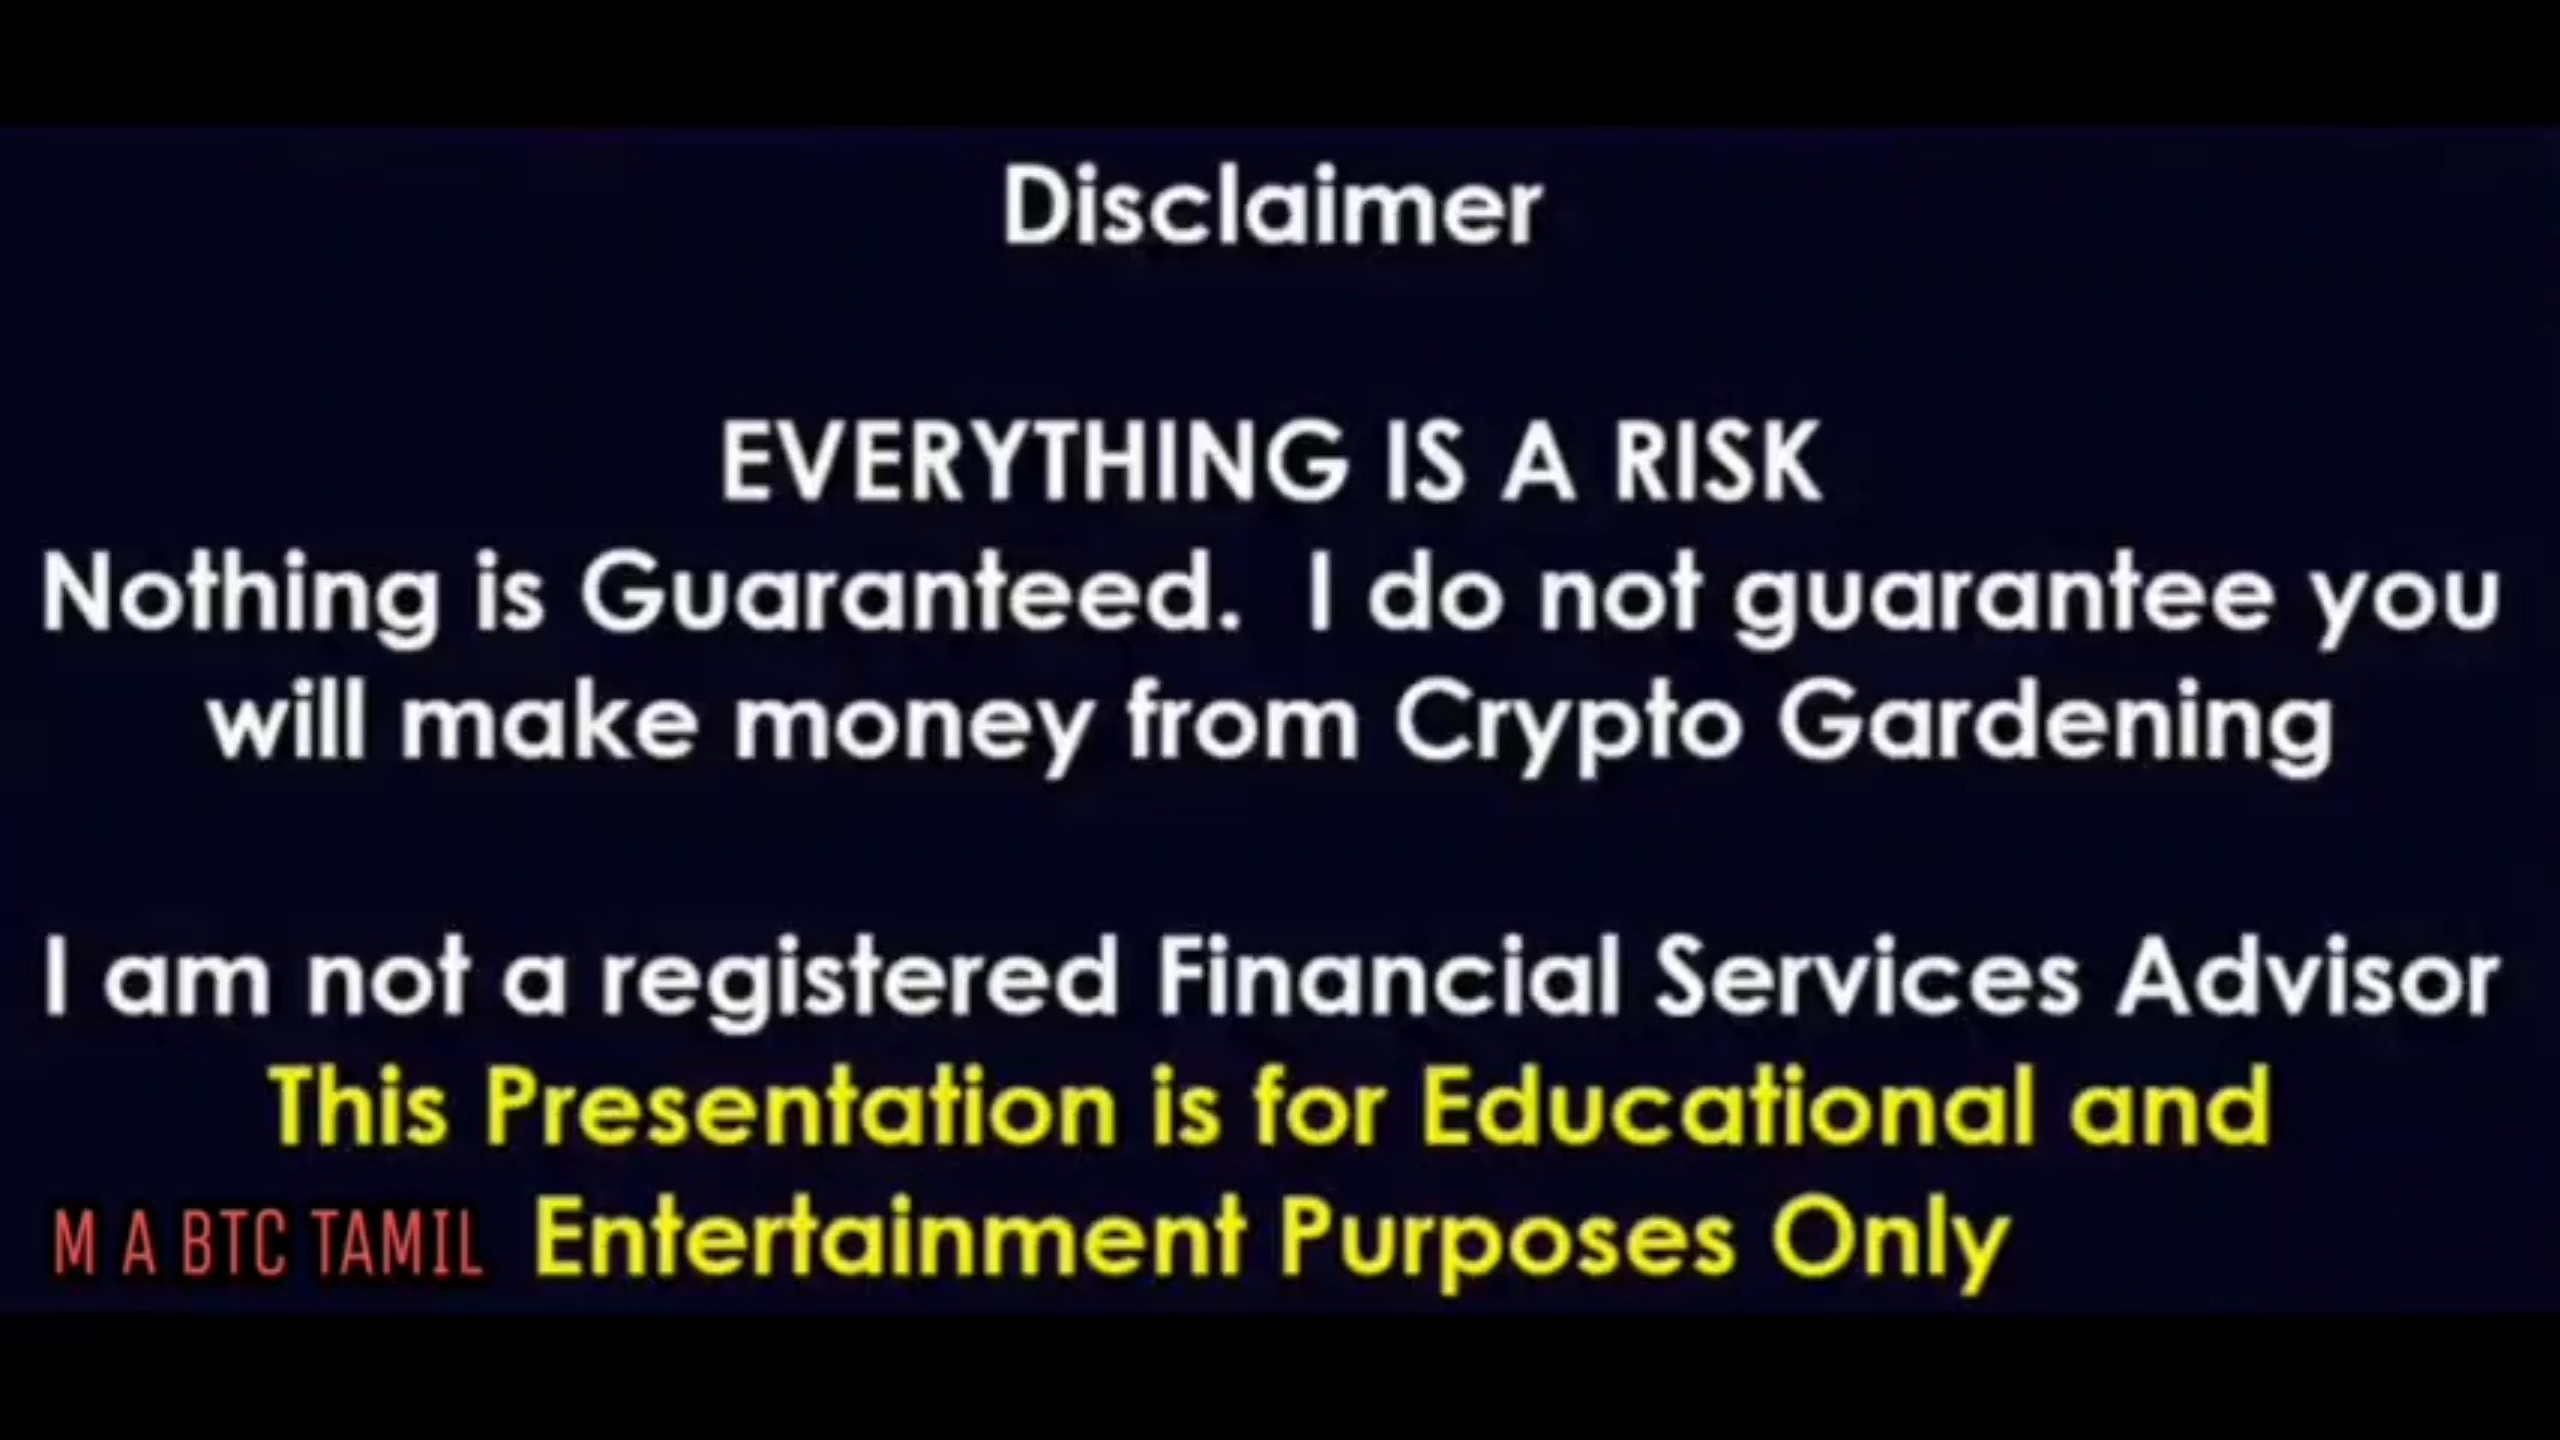 Disclaimer
EVERYTHING IS A RISK
Nothing is Guaranteed.  I do not guarantee you
will make money from Crypto Gardening
I am not a registered Financial Services Advisor
This Presentation is for Educational and
Entertainment Purposes Only
M A BTC TAMIL